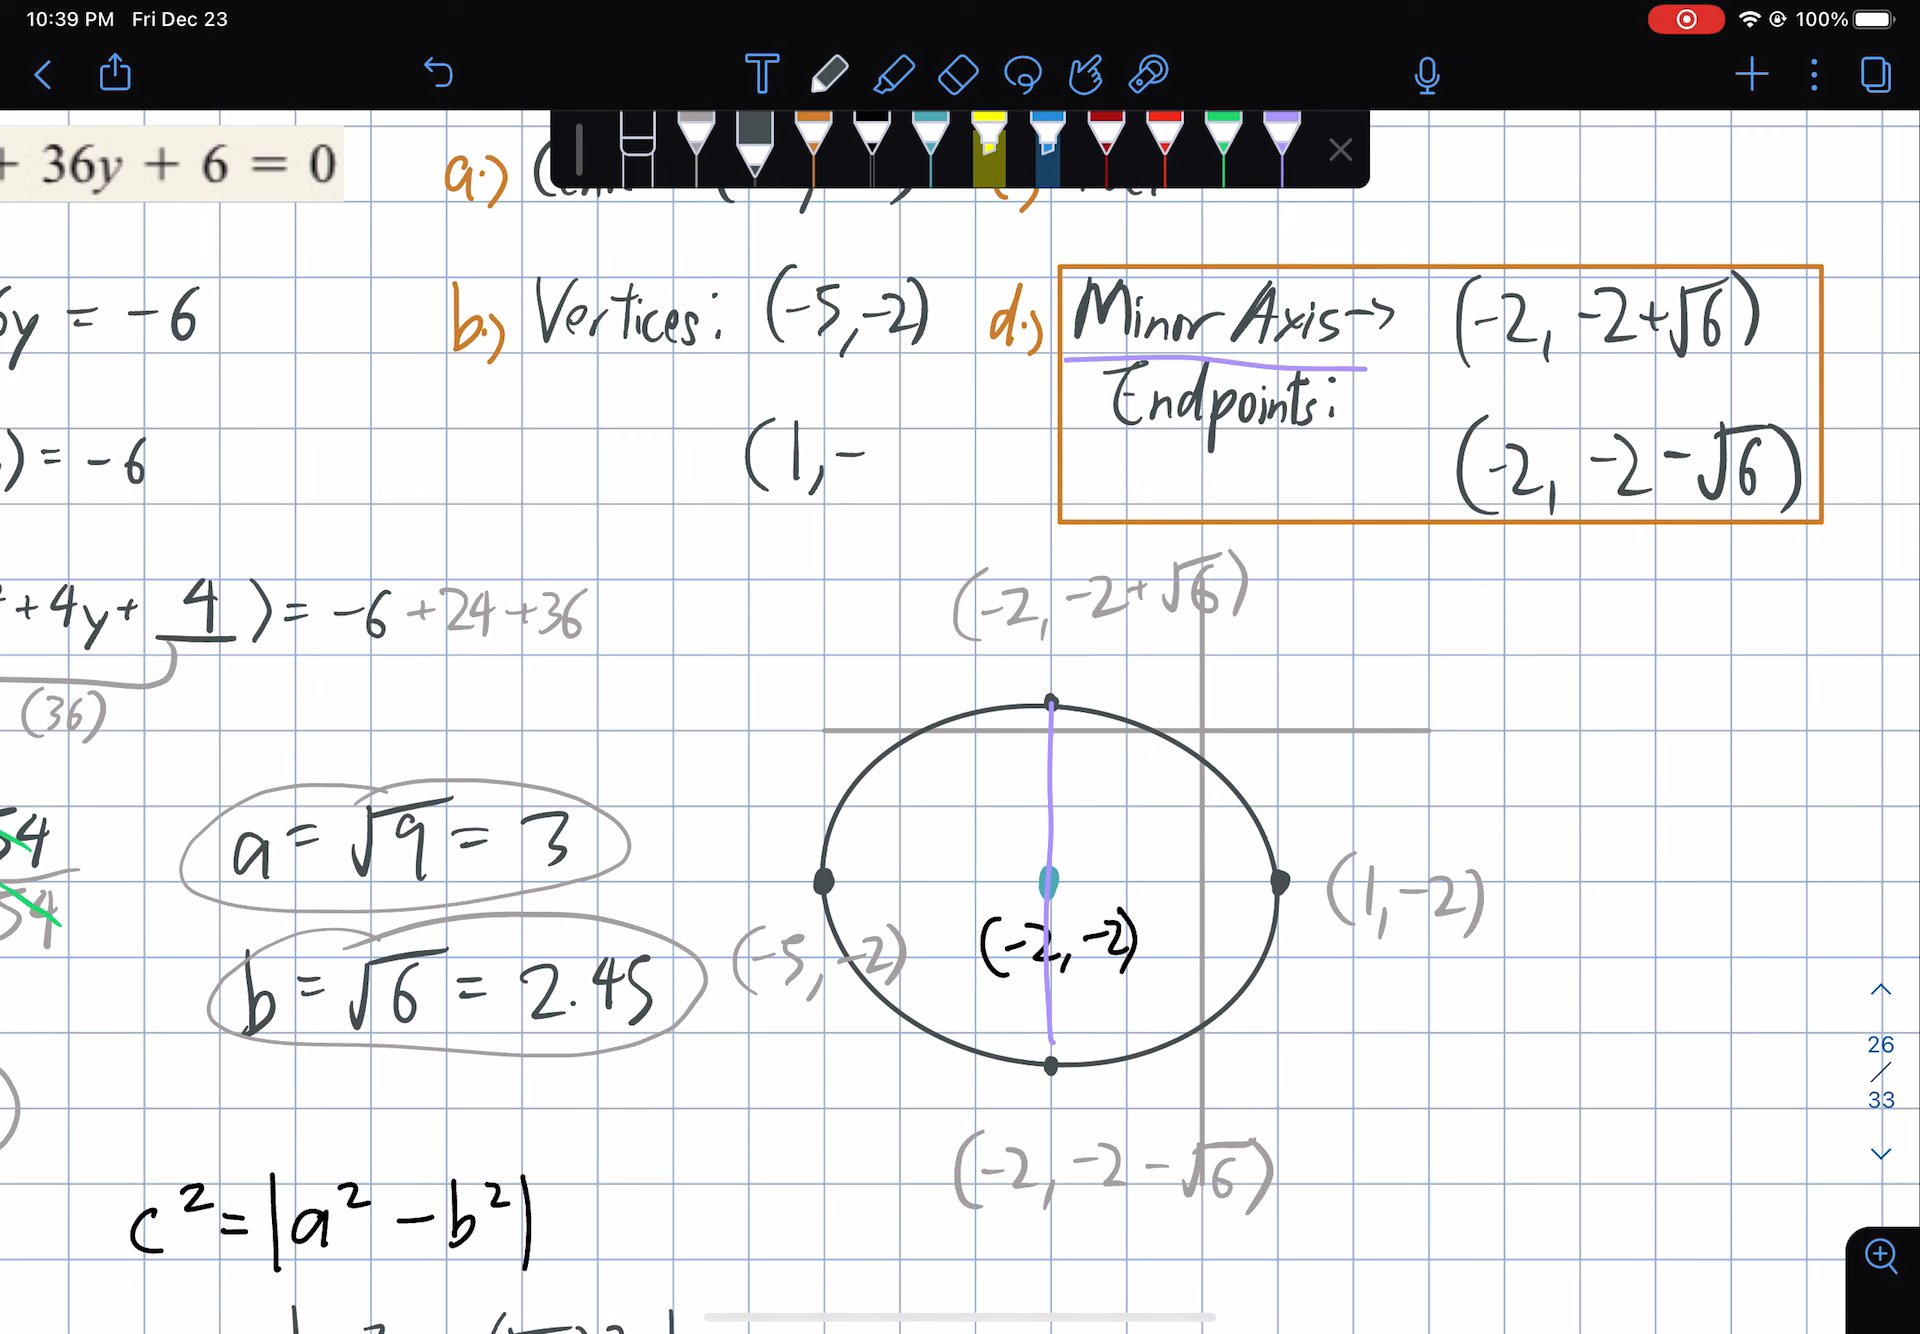 10:39 PM Fri Dec 23
100%
+ 36y + 6 = 0
a.)
b.) Vertices: (-5,-2)
(1,-
d.) Minor Axis→ (-2, -2+√6)
Endpoints:
(-2, -2-√6)
y = -6
) = -6
+4y+ 4 ) = -6 +24 +36
(36)
54
54
a = √9 = 3
b = √6 = 2.45
c² = |a² - b²|
(-2, -2+√6)
(1,-2)
(-5,-2)
(-2,-2)
(-2, -2-√6)
26
/
33